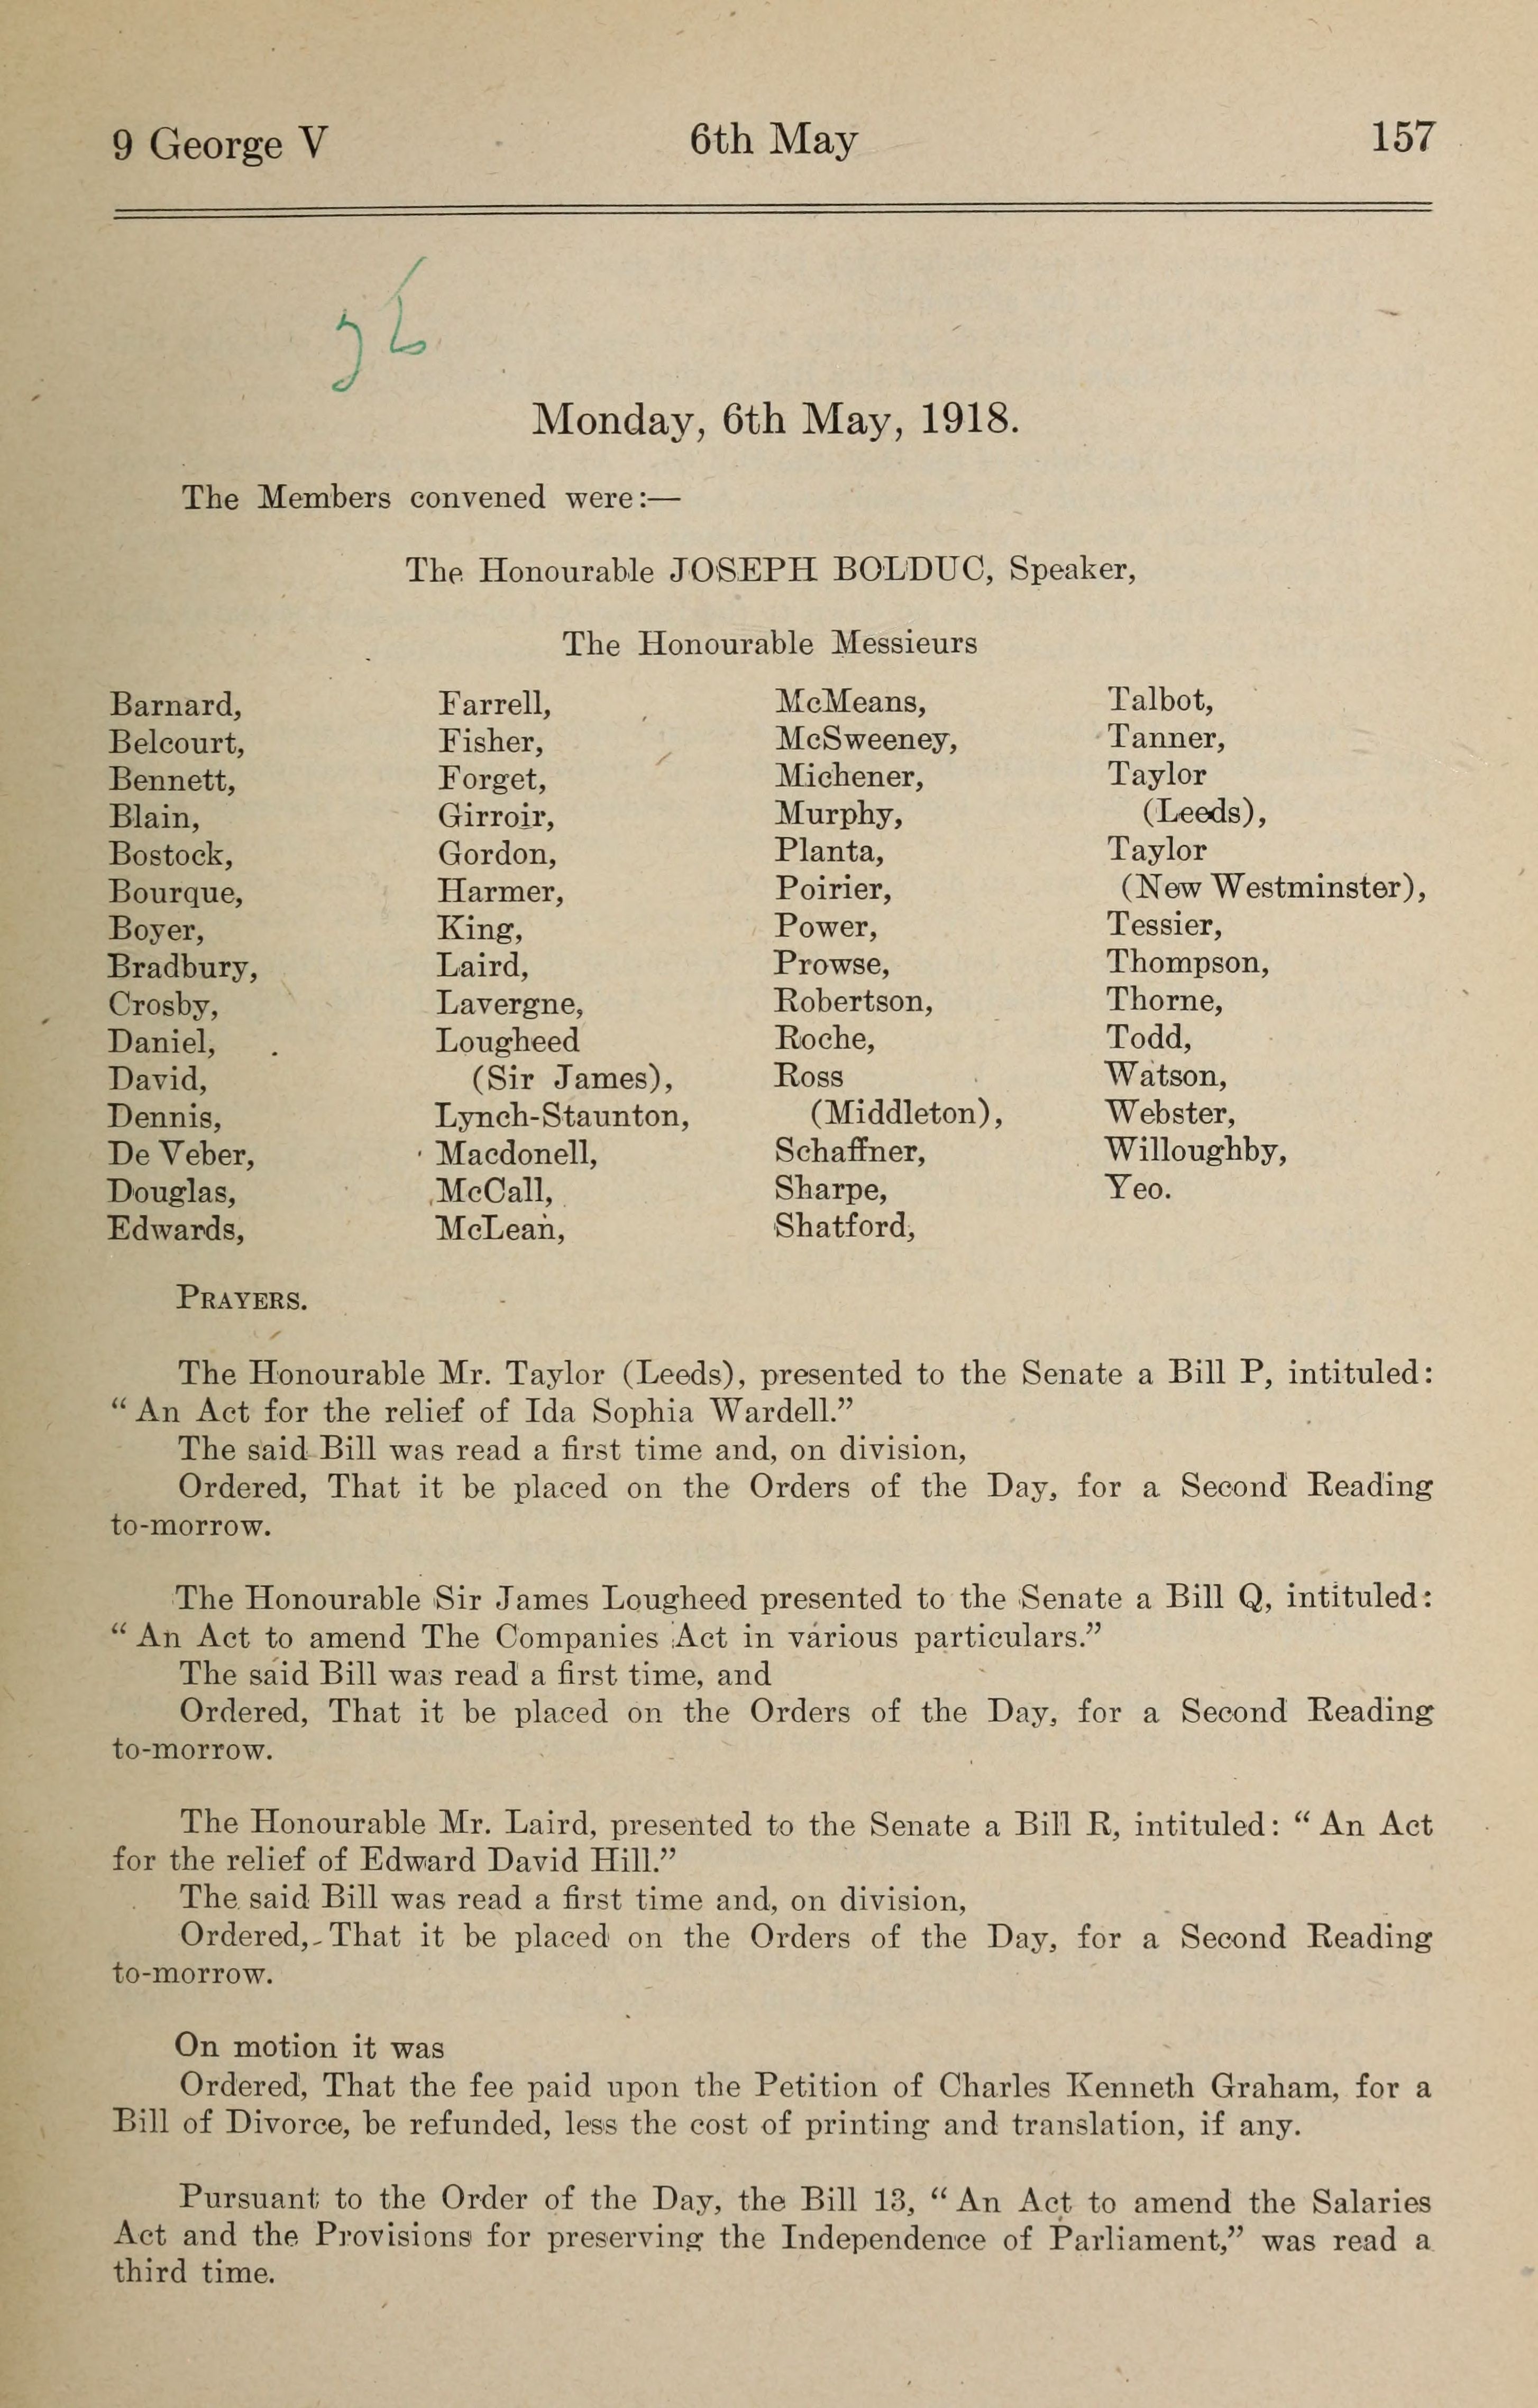 9 George V 6th May 157
Monday, 6th May, 1918.
The Members convened were:—
The Honourable JOSEPH BOLDUC, Speaker,
The Honourable Messieurs
Barnard,
Belcourt,
Bennett,
Blain,
Bostock,
Bourque,
Boyer,
Bradbury,
Crosby,
Daniel,
David,
Dennis,
De Veber,
Douglas,
Edwards,
Farrell,
Fisher,
Forget,
Girroir,
Gordon,
Harmer,
King,
Laird,
Lavergne,
Lougheed
(Sir James),
Lynch-Staunton,
Macdonell,
McCall,
McLean,
McMeans,
McSweeney,
Michener,
Murphy,
Planta,
Poirier,
Power,
Prowse,
Robertson,
Roche,
Ross
(Middleton),
Schaffner,
Sharpe,
Shatford,
Talbot,
Tanner,
Taylor
(Leeds),
Taylor
(New Westminster),
Tessier,
Thompson,
Thorne,
Todd,
Watson,
Webster,
Willoughby,
Yeo.
PRAYERS.
The Honourable Mr. Taylor (Leeds), presented to the Senate a Bill P, intituled:
“An Act for the relief of Ida Sophia Wardell.”
The said Bill was read a first time and, on division,
Ordered, That it be placed on the Orders of the Day, for a Second Reading
to-morrow.
The Honourable Sir James Lougheed presented to the Senate a Bill Q, intituled:
“An Act to amend The Companies Act in various particulars.”
The said Bill was read a first time, and
Ordered, That it be placed on the Orders of the Day, for a Second Reading
to-morrow.
The Honourable Mr. Laird, presented to the Senate a Bill R, intituled: “An Act
for the relief of Edward David Hill.”
The said Bill was read a first time and, on division,
Ordered, That it be placed on the Orders of the Day, for a Second Reading
to-morrow.
On motion it was
Ordered, That the fee paid upon the Petition of Charles Kenneth Graham, for a
Bill of Divorce, be refunded, less the cost of printing and translation, if any.
Pursuant to the Order of the Day, the Bill 13, “An Act to amend the Salaries
Act and the Provisions for preserving the Independence of Parliament,” was read a
third time.